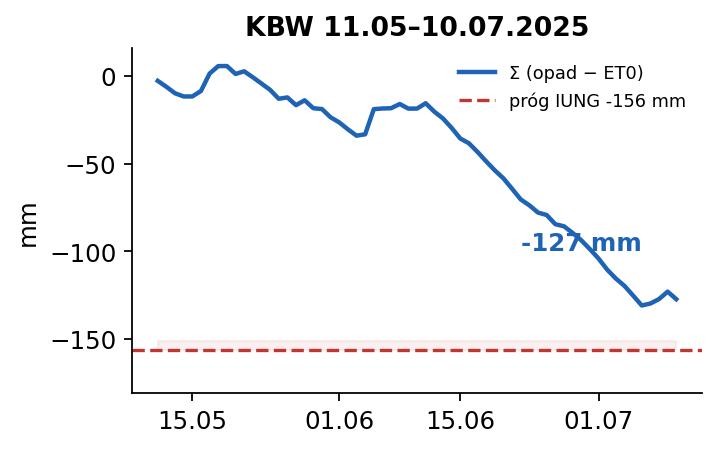 KBW 11.05–10.07.2025
Σ (opad − ET0)
próg IUNG -156 mm
mm
0
−50
−100
−150
-127 mm
15.05 01.06 15.06 01.07